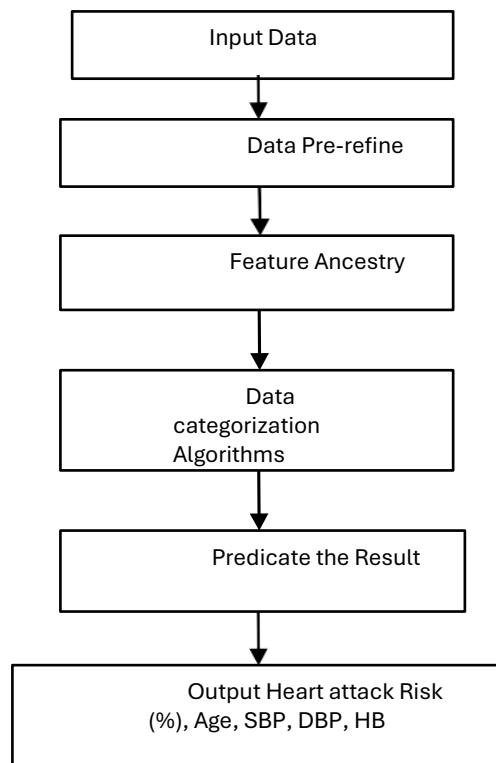 Input Data
Data Pre-refine
Feature Ancestry
Data
categorization
Algorithms
Predicate the Result
Output Heart attack Risk
(%), Age, SBP, DBP, HB